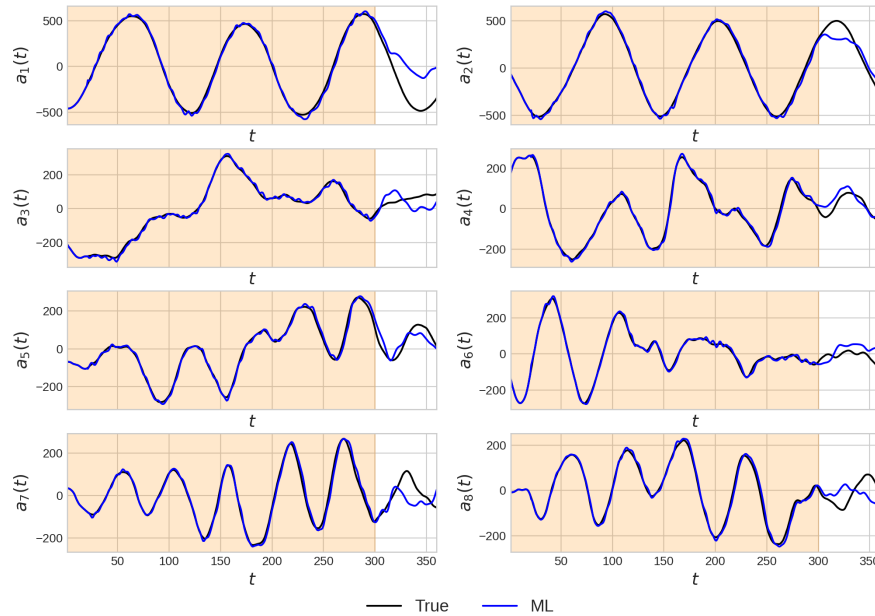 a₁(t) 500 0 −500 t
a₂(t) 500 0 −500 t
a₃(t) 200 0 −200 t
a₄(t) 200 0 −200 t
a₅(t) 200 0 −200 t
a₆(t) 200 0 −200 t
a₇(t) 200 0 −200
50 100 150 200 250 300 350
t
a₈(t) 200 0 −200
50 100 150 200 250 300 350
t
True ML